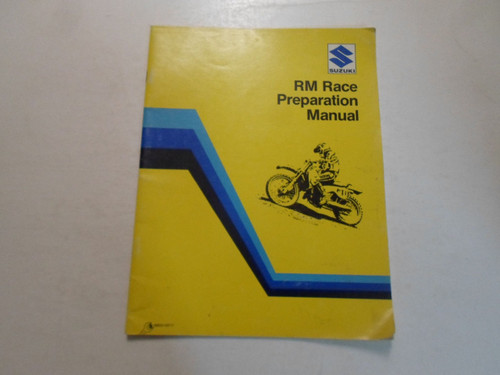 SUZUKI
RM Race
Preparation
Manual